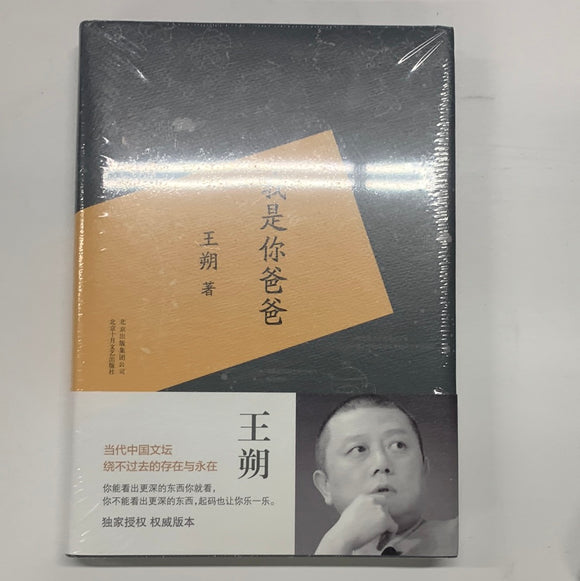 我是你爸爸
王朔 著
北京出版集团公司
北京十月文艺出版社
王朔
当代中国文坛
绕不过去的存在与永在
你能看出更深的东西你就看,
你不能看出更深的东西,起码也让你乐一乐。
独家授权 权威版本